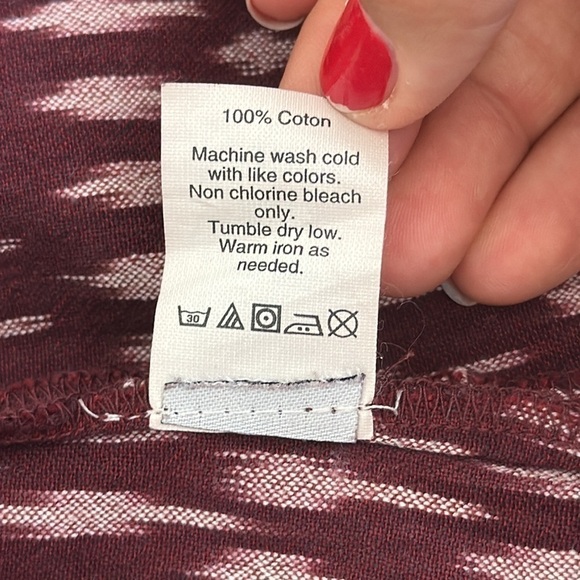 100% Coton
Machine wash cold
with like colors.
Non chlorine bleach
only.
Tumble dry low.
Warm iron as
needed.
30